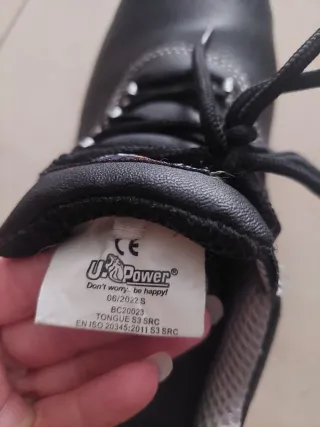 CE
U-Power®
Don't worry.. be happy!
06/2022 S
BC20023
TONGUE S3 SRC
EN ISO 20345:2011 S3 SRC